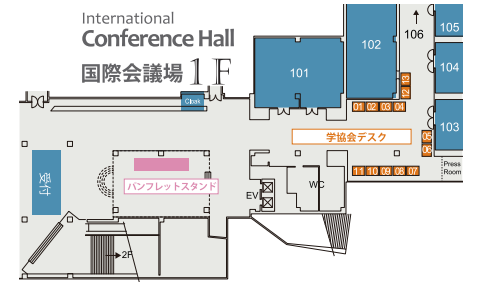 International
Conference Hall
国際会議場 1F
105
106
102
104
101
13
12
Cloak
01 02 03 04
103
学協会デスク
05
06
受付
パンフレットスタンド
11 10 09 08 07
Press
Room
EV
WC
2F